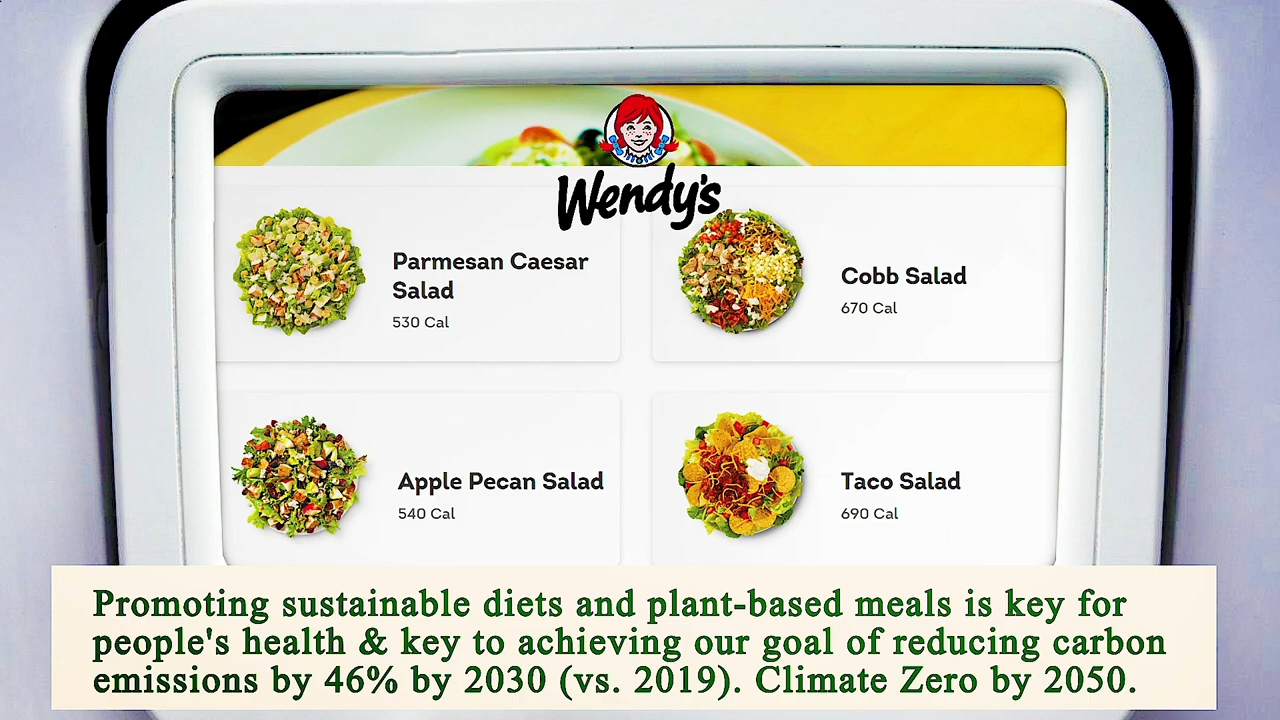 Wendy's
Parmesan Caesar
Salad
530 Cal
Cobb Salad
670 Cal
Apple Pecan Salad
540 Cal
Taco Salad
690 Cal
Promoting sustainable diets and plant-based meals is key for
people's health & key to achieving our goal of reducing carbon
emissions by 46% by 2030 (vs. 2019). Climate Zero by 2050.